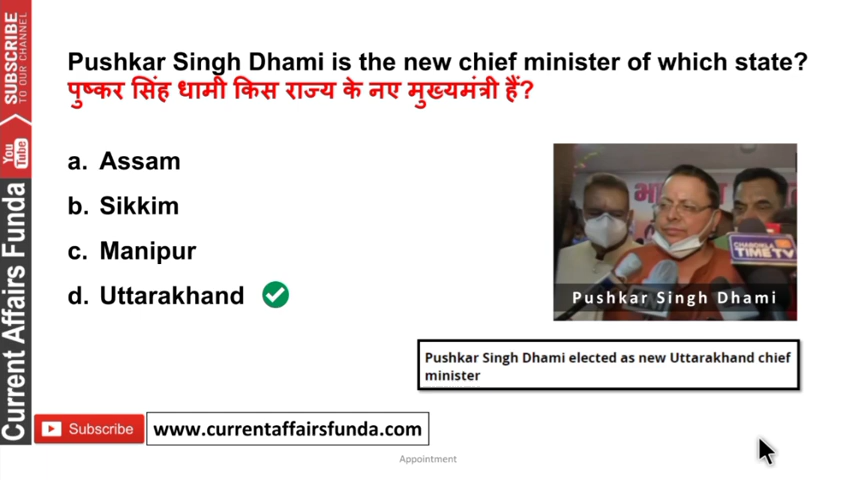 SUBSCRIBE
TO OUR CHANNEL
You
Tube
Current Affairs Funda
Pushkar Singh Dhami is the new chief minister of which state?
पुष्कर सिंह धामी किस राज्य के नए मुख्यमंत्री हैं?
a. Assam
b. Sikkim
c. Manipur
d. Uttarakhand
TIME TV
Pushkar Singh Dhami
Pushkar Singh Dhami elected as new Uttarakhand chief
minister
Subscribe
www.currentaffairsfunda.com
Appointment